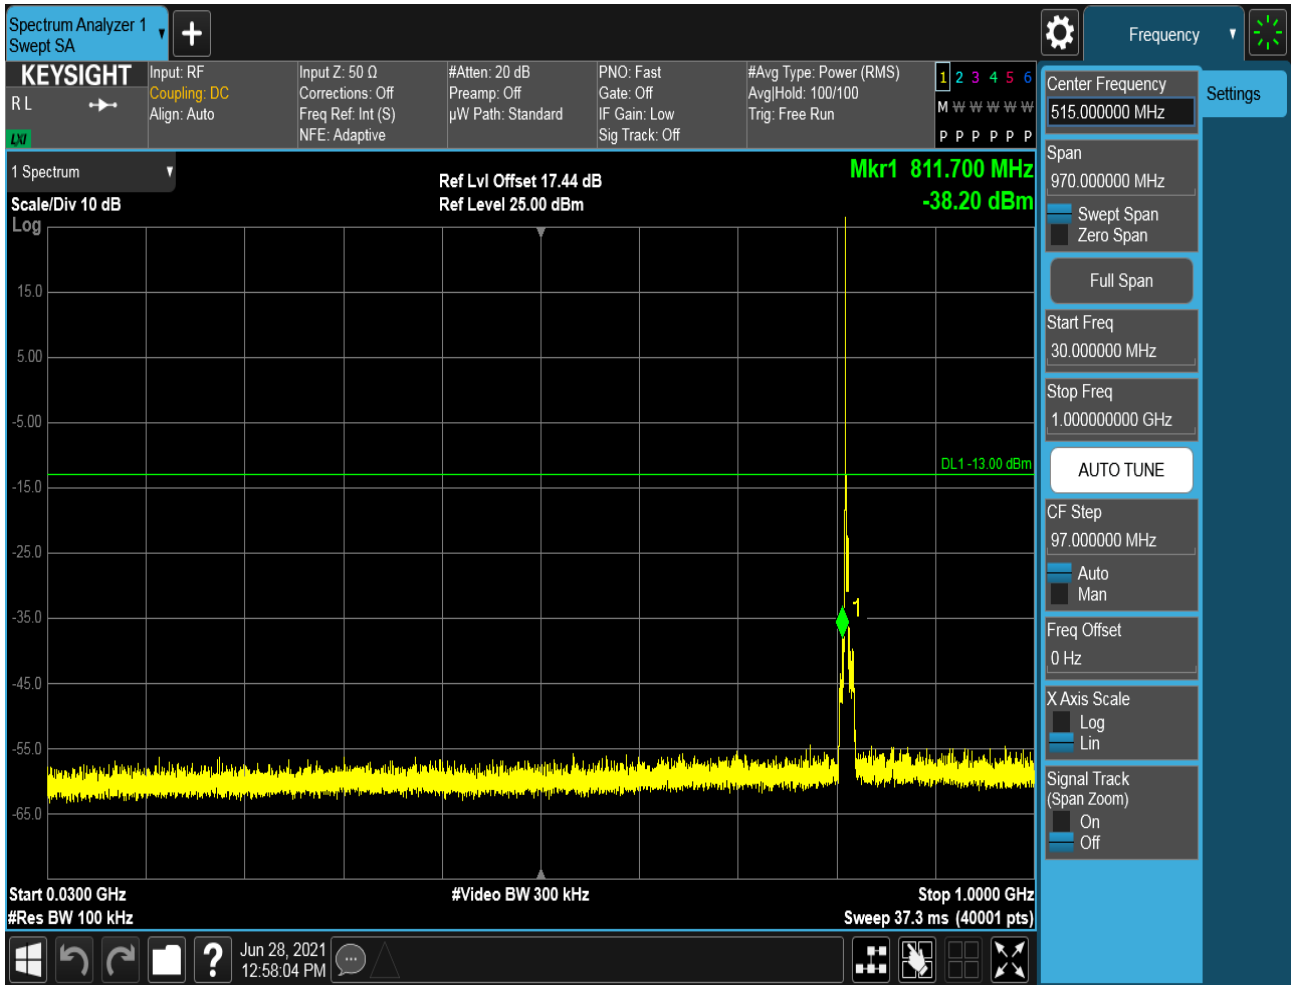 Spectrum Analyzer 1
Swept SA
Frequency
KEYSIGHT
R L
LXI
Input: RF
Coupling: DC
Align: Auto
Input Z: 50 Ω
Corrections: Off
Freq Ref: Int (S)
NFE: Adaptive
#Atten: 20 dB
Preamp: Off
µW Path: Standard
PNO: Fast
Gate: Off
IF Gain: Low
Sig Track: Off
#Avg Type: Power (RMS)
Avg|Hold: 100/100
Trig: Free Run
1 2 3 4 5 6
M W W W W W
P P P P P P
1 Spectrum
Scale/Div 10 dB
Log
Ref Lvl Offset 17.44 dB
Ref Level 25.00 dBm
Mkr1 811.700 MHz
-38.20 dBm
15.0
5.00
-5.00
DL1 -13.00 dBm
-15.0
-25.0
-35.0
1
-45.0
-55.0
-65.0
Start 0.0300 GHz
#Video BW 300 kHz
Stop 1.0000 GHz
#Res BW 100 kHz
Sweep 37.3 ms (40001 pts)
Center Frequency
515.000000 MHz
Settings
Span
970.000000 MHz
Swept Span
Zero Span
Full Span
Start Freq
30.000000 MHz
Stop Freq
1.000000000 GHz
AUTO TUNE
CF Step
97.000000 MHz
Auto
Man
Freq Offset
0 Hz
X Axis Scale
Log
Lin
Signal Track
(Span Zoom)
On
Off
?
Jun 28, 2021
12:58:04 PM